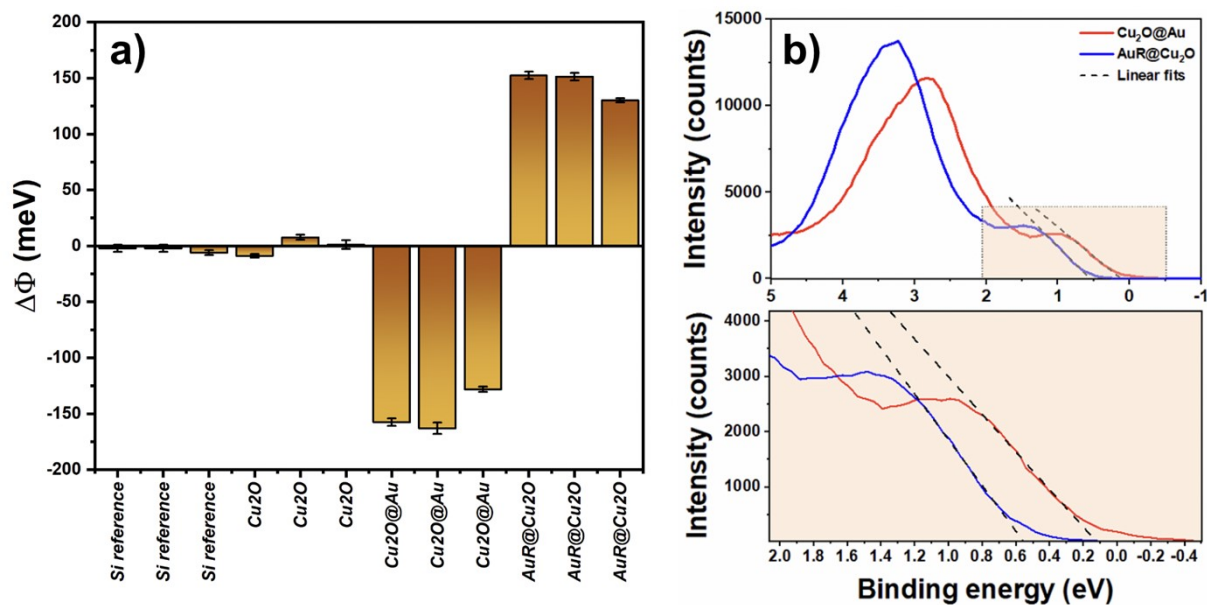 a)
ΔΦ (meV)
200
150
100
50
0
-50
-100
-150
-200
Si reference
Si reference
Si reference
Cu2O
Cu2O
Cu2O
Cu2O@Au
Cu2O@Au
Cu2O@Au
AuR@Cu2O
AuR@Cu2O
AuR@Cu2O
b)
Intensity (counts)
15000
10000
5000
0
Cu₂O@Au
AuR@Cu₂O
Linear fits
5 4 3 2 1 0 -1
Intensity (counts)
4000
3000
2000
1000
2.0 1.8 1.6 1.4 1.2 1.0 0.8 0.6 0.4 0.2 0.0 -0.2 -0.4
Binding energy (eV)